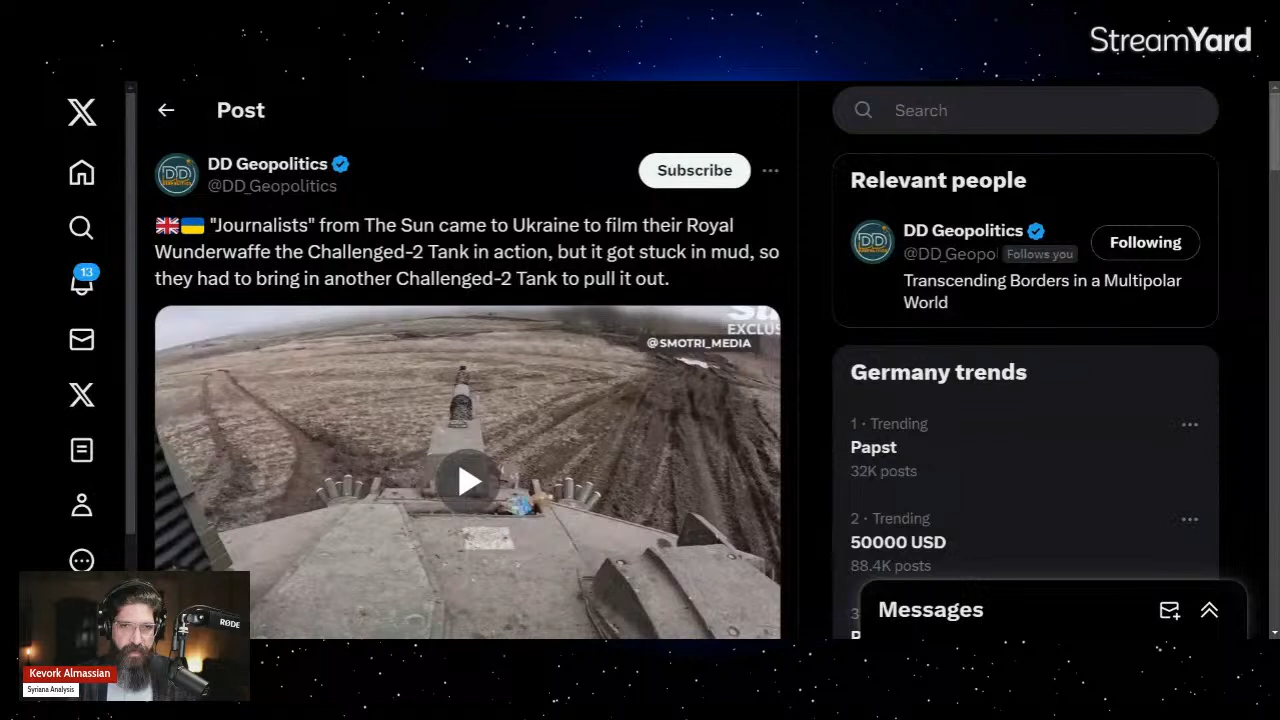 StreamYard
Post
Search
DD Geopolitics
@DD_Geopolitics
Subscribe
"Journalists" from The Sun came to Ukraine to film their Royal
Wunderwaffe the Challenged-2 Tank in action, but it got stuck in mud, so
they had to bring in another Challenged-2 Tank to pull it out.
EXCLUS
@SMOTRI_MEDIA
Relevant people
DD Geopolitics
@DD_Geopol Follows you
Following
Transcending Borders in a Multipolar
World
Germany trends
1 · Trending
Papst
32K posts
2 · Trending
50000 USD
88.4K posts
3
Messages
13
RØDE
Kevork Almassian
Syriana Analysis